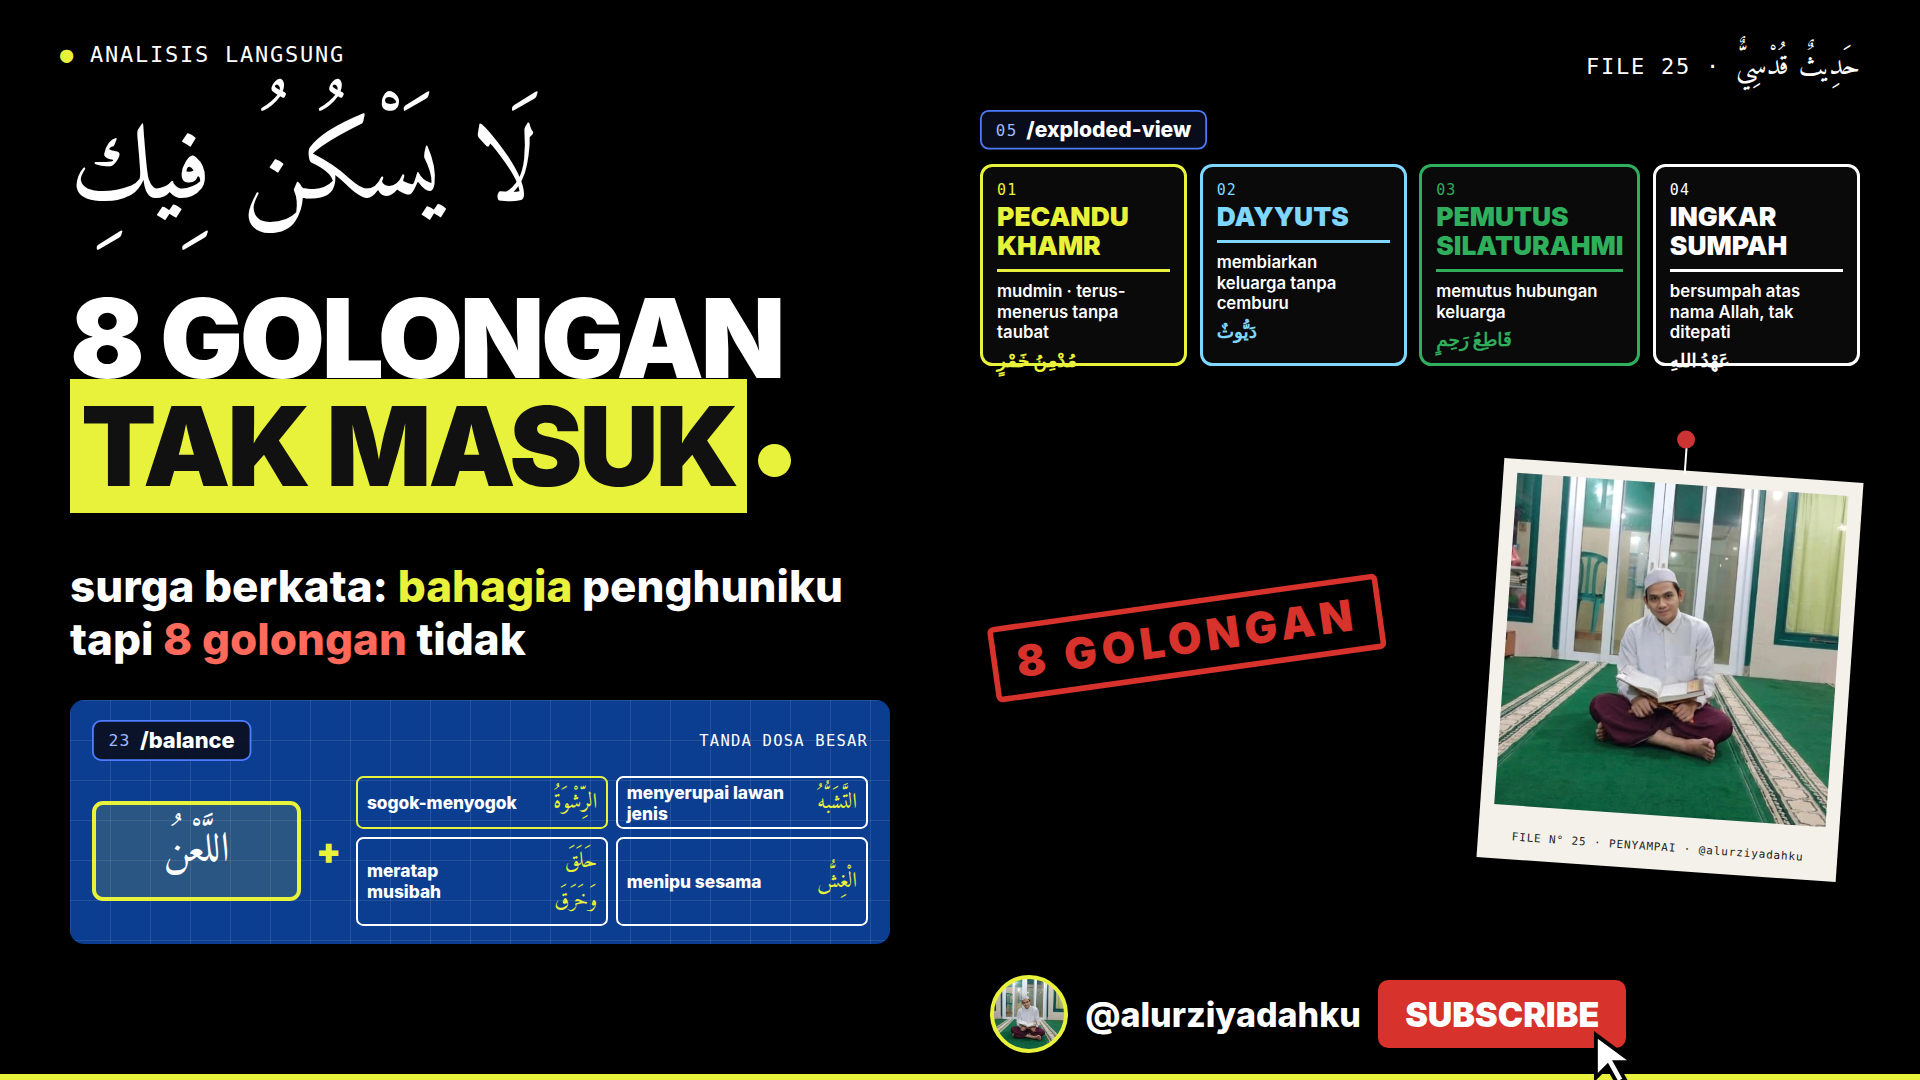 ANALISIS LANGSUNG
FILE 25 · حَدِيثٌ قُدْسِيٌّ
لَا يَسْكُنُ فِيكِ
8 GOLONGAN
TAK MASUK
surga berkata: bahagia penghuniku
tapi 8 golongan tidak
23 /balance
TANDA DOSA BESAR
اللَّعْنُ
+
sogok-menyogok
الرِّشْوَةُ
menyerupai lawan
jenis
التَّشَبُّهُ
meratap
musibah
حَلَقَ
وَخَرَقَ
menipu sesama
الْغِشُّ
05 /exploded-view
01
PECANDU
KHAMR
mudmin · terus-
menerus tanpa
taubat
مُدْمِنُ خَمْرٍ
02
DAYYUTS
membiarkan
keluarga tanpa
cemburu
دَيُّوثٌ
03
PEMUTUS
SILATURAHMI
memutus hubungan
keluarga
قَاطِعُ رَحِمٍ
04
INGKAR
SUMPAH
bersumpah atas
nama Allah, tak
ditepati
عَهْدُ اللهِ
8 GOLONGAN
FILE N° 25 · PENYAMPAI · @alurziyadahku
@alurziyadahku
SUBSCRIBE